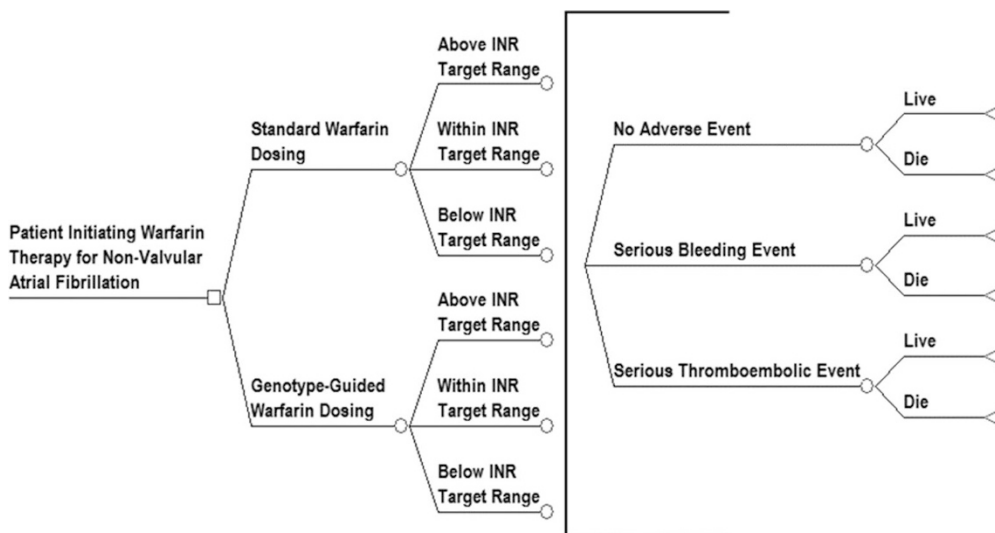 Patient Initiating Warfarin
Therapy for Non-Valvular
Atrial Fibrillation
Standard Warfarin
Dosing
Above INR
Target Range
Within INR
Target Range
Below INR
Target Range
Genotype-Guided
Warfarin Dosing
Above INR
Target Range
Within INR
Target Range
Below INR
Target Range
No Adverse Event
Live
Die
Serious Bleeding Event
Live
Die
Serious Thromboembolic Event
Live
Die